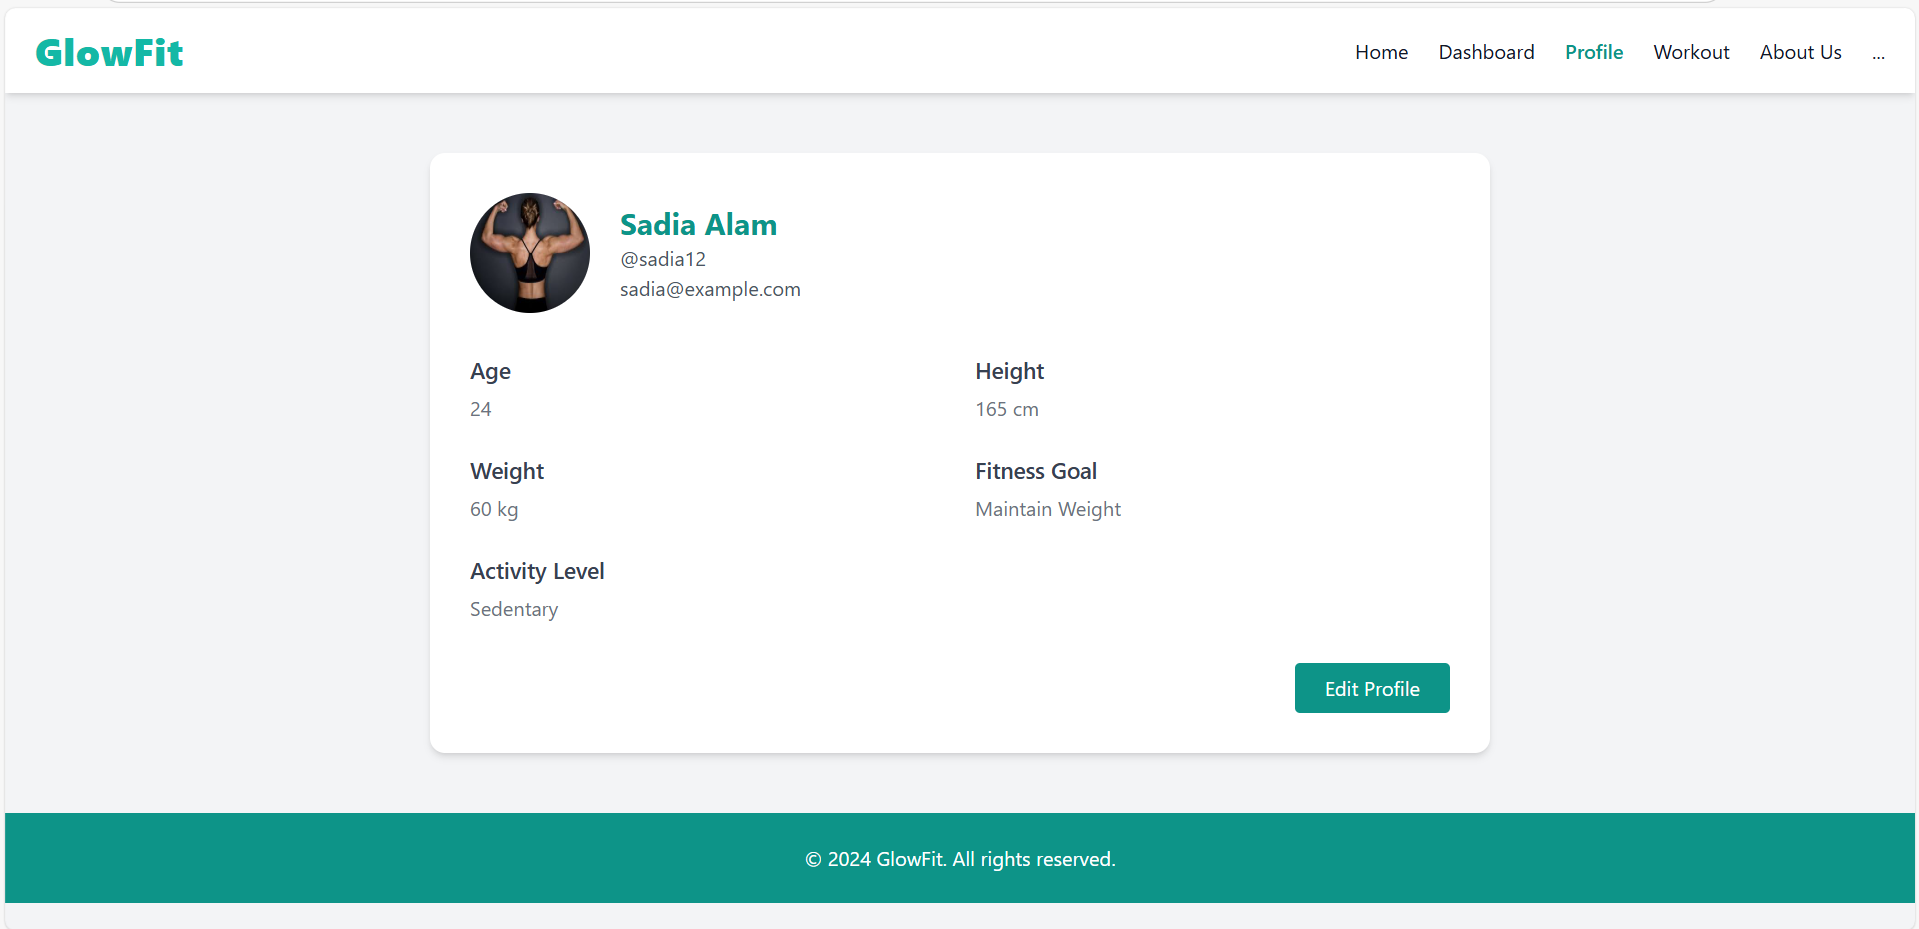 GlowFit
Home Dashboard Profile Workout About Us ...
Sadia Alam
@sadia12
sadia@example.com
Age
24
Height
165 cm
Weight
60 kg
Fitness Goal
Maintain Weight
Activity Level
Sedentary
Edit Profile
© 2024 GlowFit. All rights reserved.